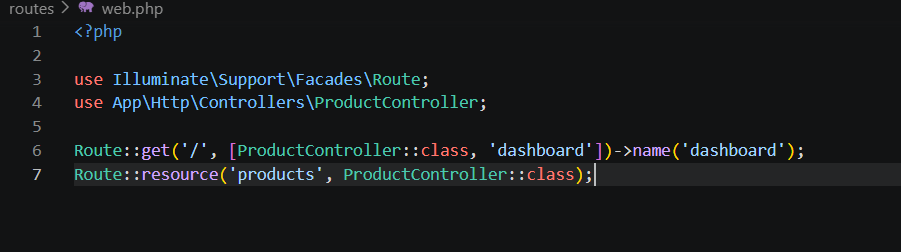 routes > web.php
1 <?php
2
3 use Illuminate\Support\Facades\Route;
4 use App\Http\Controllers\ProductController;
5
6 Route::get('/', [ProductController::class, 'dashboard'])->name('dashboard');
7 Route::resource('products', ProductController::class);